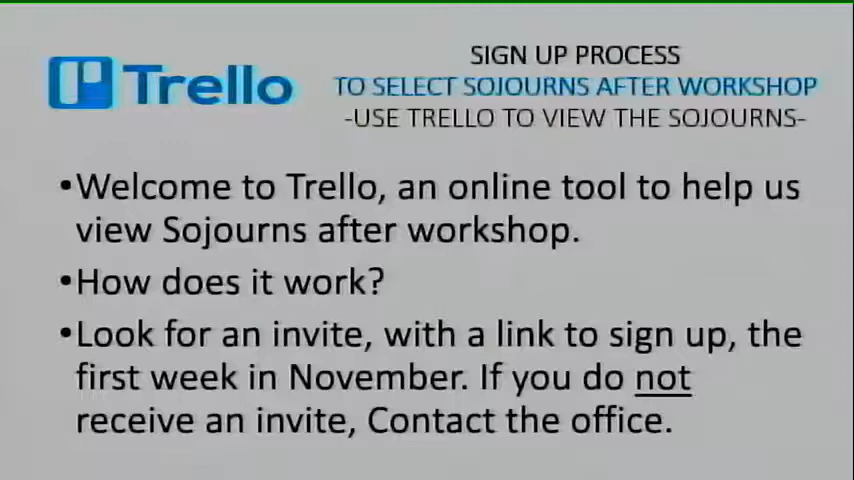 Trello
SIGN UP PROCESS
TO SELECT SOJOURNS AFTER WORKSHOP
-USE TRELLO TO VIEW THE SOJOURNS-
•Welcome to Trello, an online tool to help us
view Sojourns after workshop.
•How does it work?
•Look for an invite, with a link to sign up, the
first week in November. If you do not
receive an invite, Contact the office.